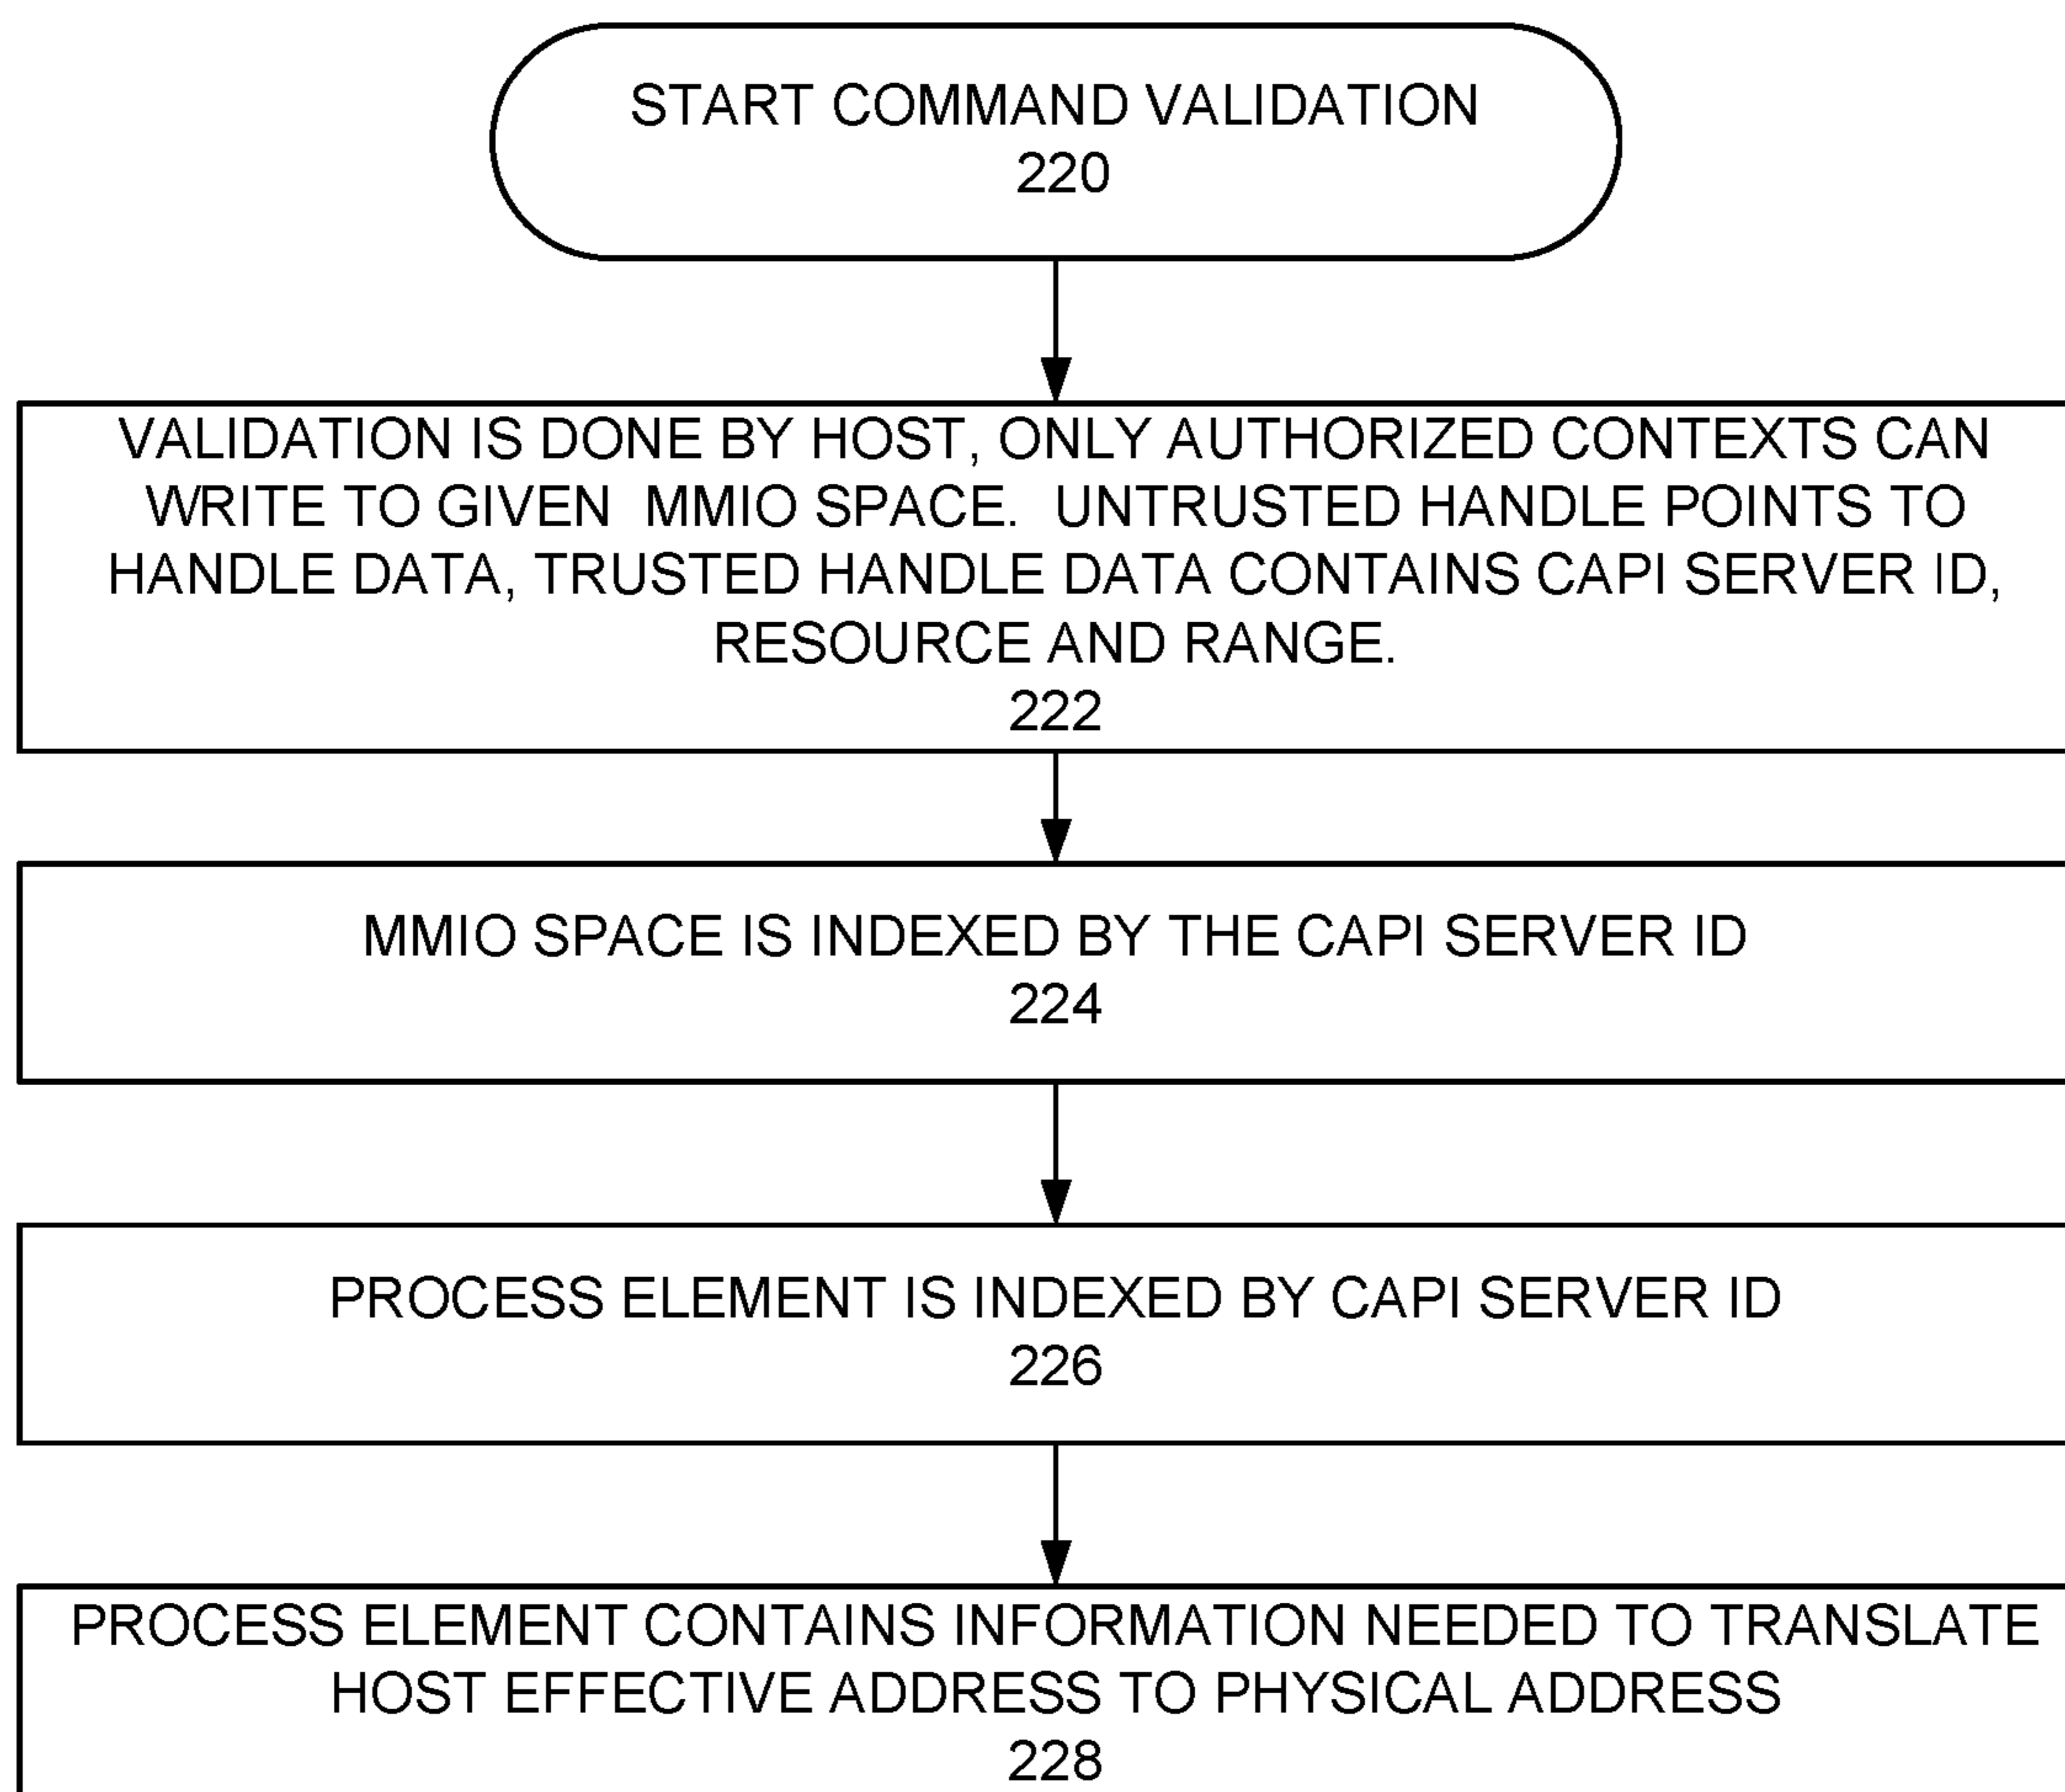 START COMMAND VALIDATION
220
VALIDATION IS DONE BY HOST, ONLY AUTHORIZED CONTEXTS CAN
WRITE TO GIVEN MMIO SPACE. UNTRUSTED HANDLE POINTS TO
HANDLE DATA, TRUSTED HANDLE DATA CONTAINS CAPI SERVER ID,
RESOURCE AND RANGE.
222
MMIO SPACE IS INDEXED BY THE CAPI SERVER ID
224
PROCESS ELEMENT IS INDEXED BY CAPI SERVER ID
226
PROCESS ELEMENT CONTAINS INFORMATION NEEDED TO TRANSLATE
HOST EFFECTIVE ADDRESS TO PHYSICAL ADDRESS
228